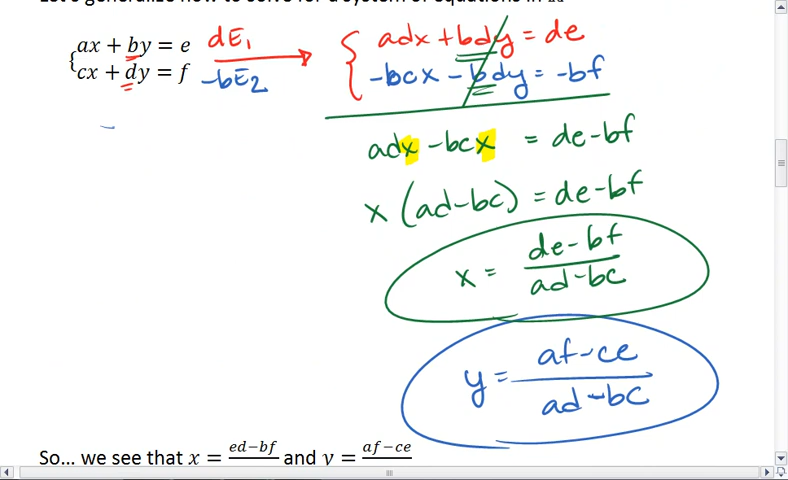 ax + by = e dE₁ adx + bdy = de
cx + dy = f -bE₂ -bcx - bdy = -bf
adx - bcx = de - bf
x (ad - bc) = de - bf
x = de - bf / ad - bc
y = af - ce / ad - bc
So… we see that x = ed−bf and y = af−ce